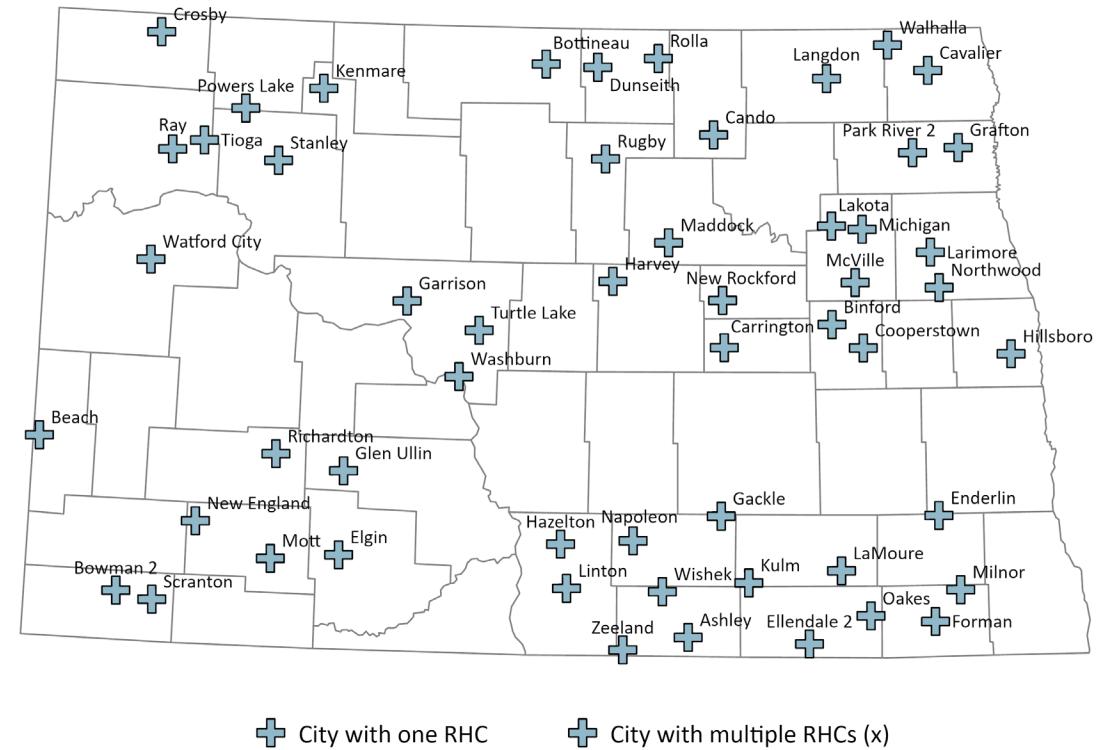 Crosby
Walhalla
Bottineau
Rolla
Langdon
Cavalier
Kenmare
Dunseith
Powers Lake
Cando
Ray
Tioga
Stanley
Rugby
Park River 2
Grafton
Lakota
Michigan
Maddock
Watford City
Larimore
McVille
Harvey
Northwood
New Rockford
Garrison
Binford
Turtle Lake
Carrington
Cooperstown
Hillsboro
Washburn
Beach
Richardton
Glen Ullin
Gackle
Enderlin
New England
Hazelton
Napoleon
Mott
Elgin
LaMoure
Bowman 2
Scranton
Linton
Wishek
Kulm
Milnor
Oakes
Zeeland
Ashley
Ellendale 2
Forman
City with one RHC
City with multiple RHCs (x)